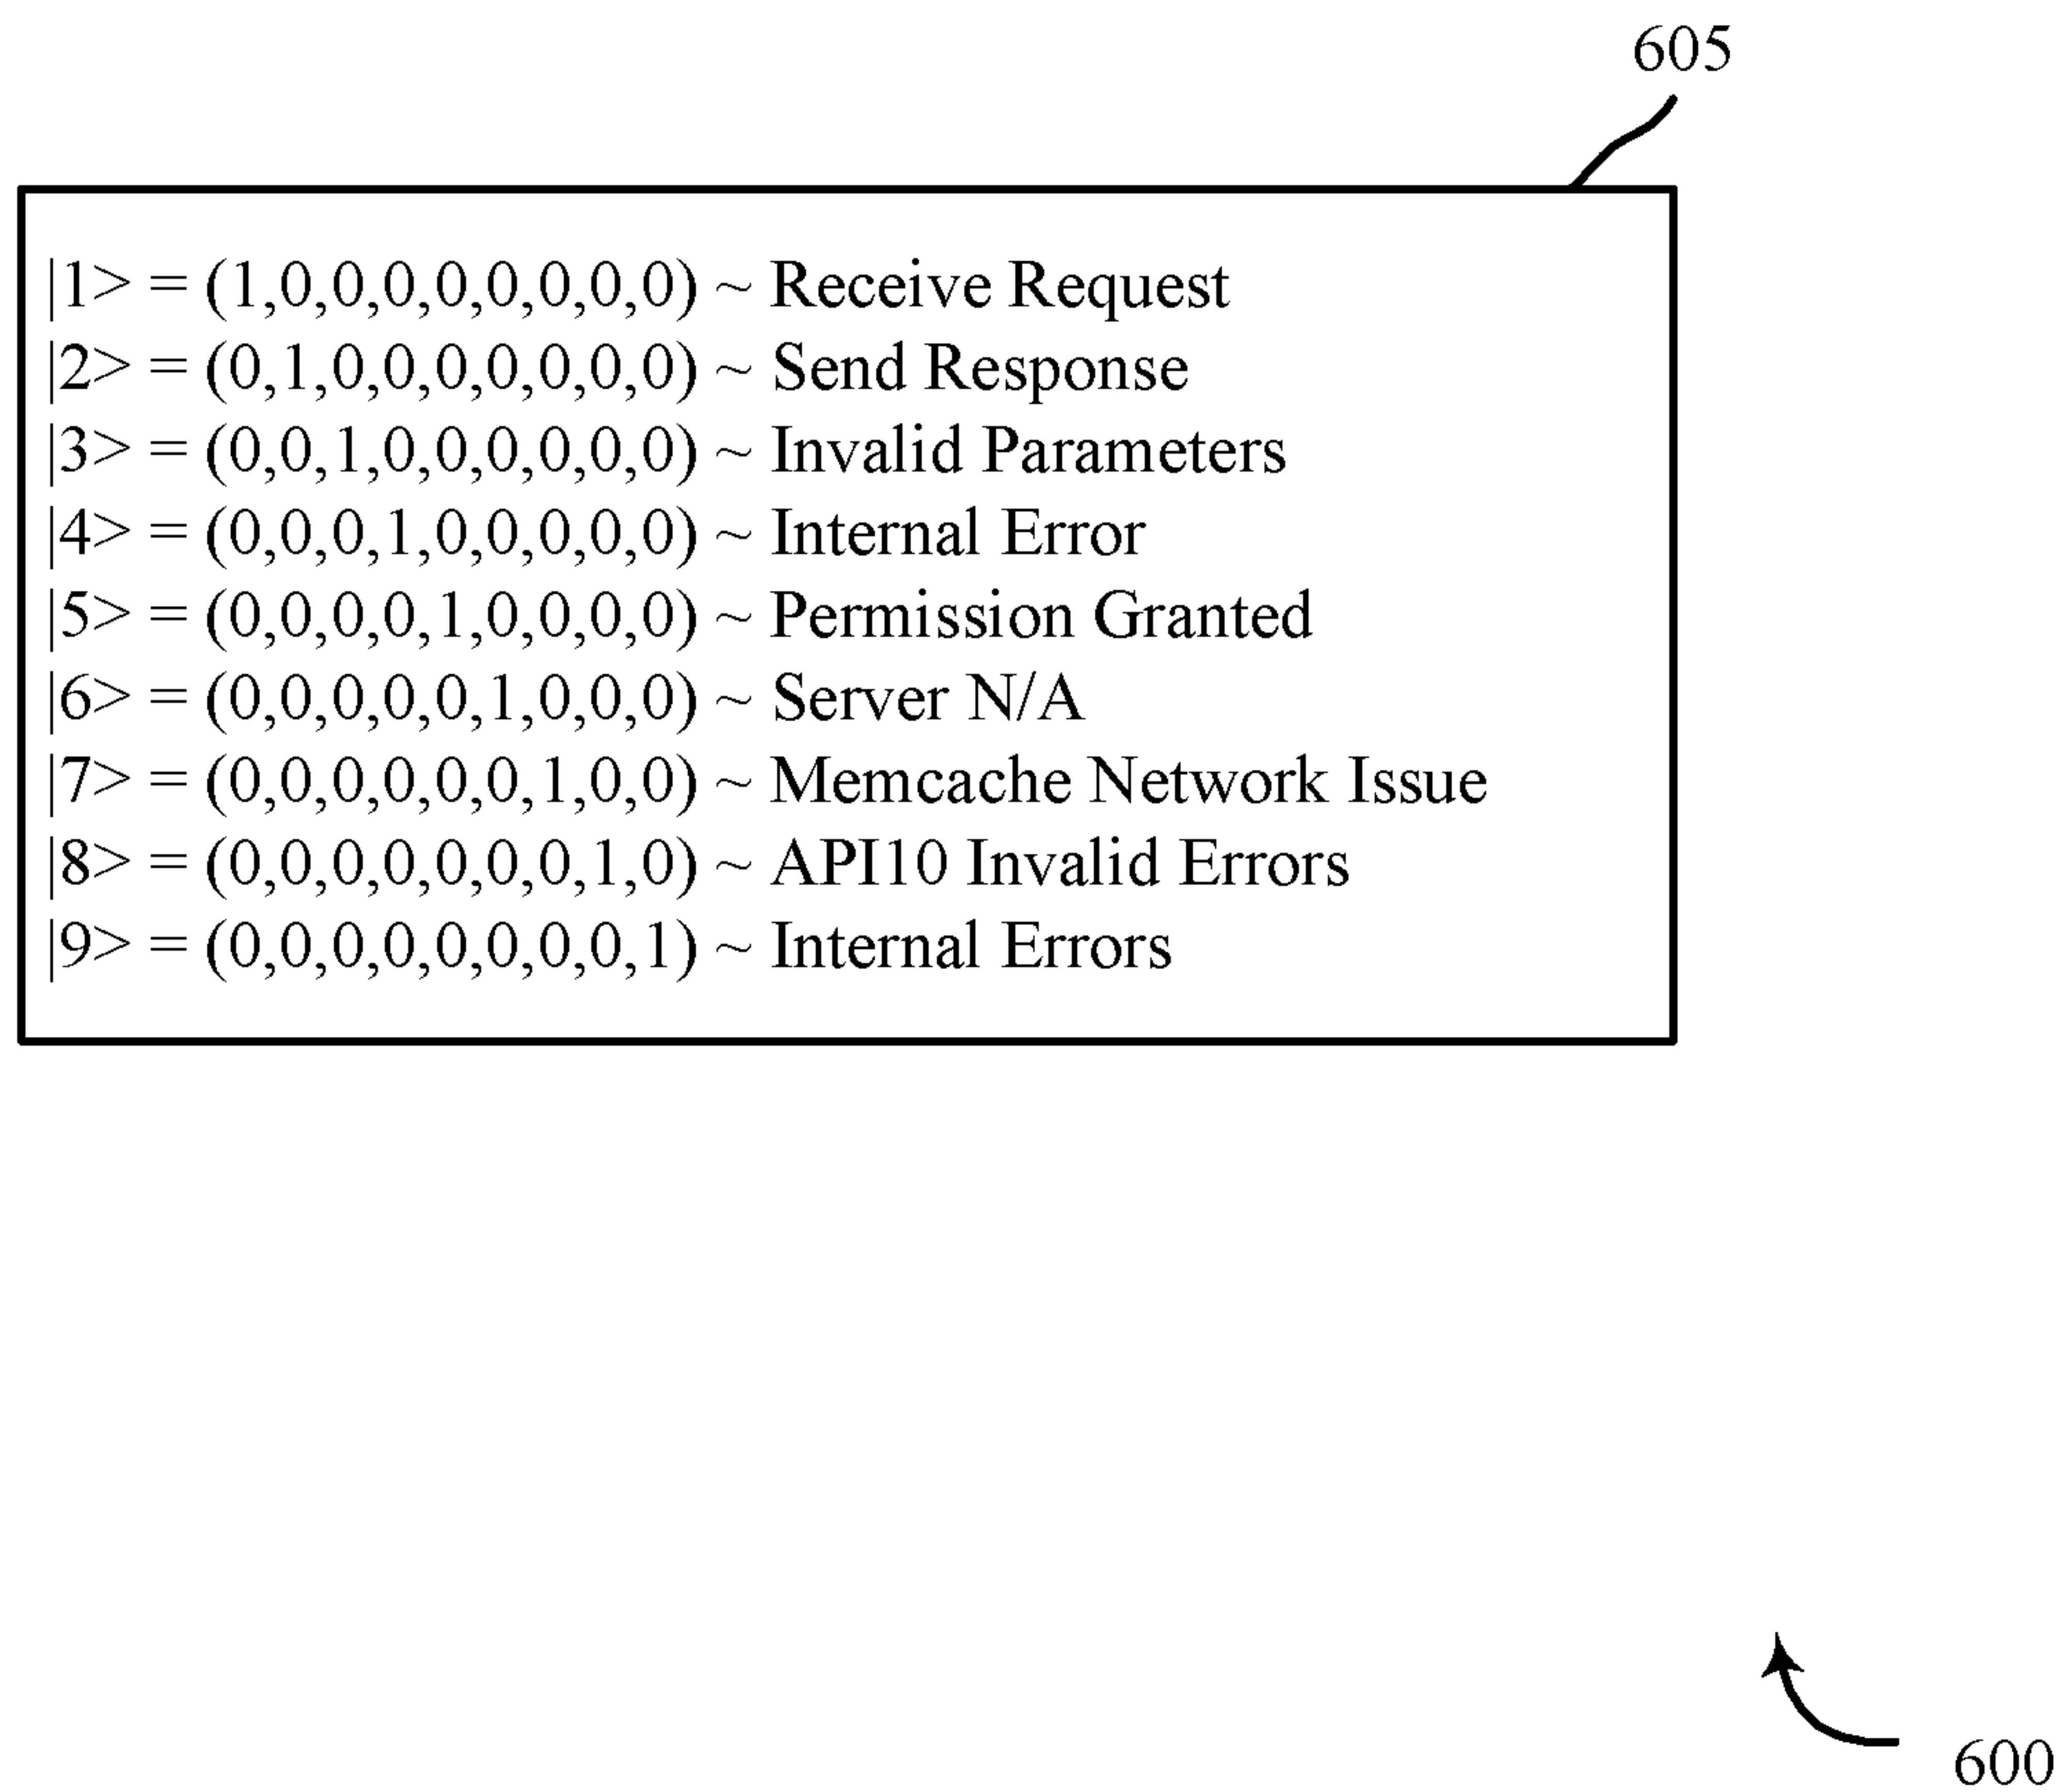 605
|1> = (1,0,0,0,0,0,0,0,0) ~ Receive Request
|2> = (0,1,0,0,0,0,0,0,0) ~ Send Response
|3> = (0,0,1,0,0,0,0,0,0) ~ Invalid Parameters
|4> = (0,0,0,1,0,0,0,0,0) ~ Internal Error
|5> = (0,0,0,0,1,0,0,0,0) ~ Permission Granted
|6> = (0,0,0,0,0,1,0,0,0) ~ Server N/A
|7> = (0,0,0,0,0,0,1,0,0) ~ Memcache Network Issue
|8> = (0,0,0,0,0,0,0,1,0) ~ API10 Invalid Errors
|9> = (0,0,0,0,0,0,0,0,1) ~ Internal Errors
600